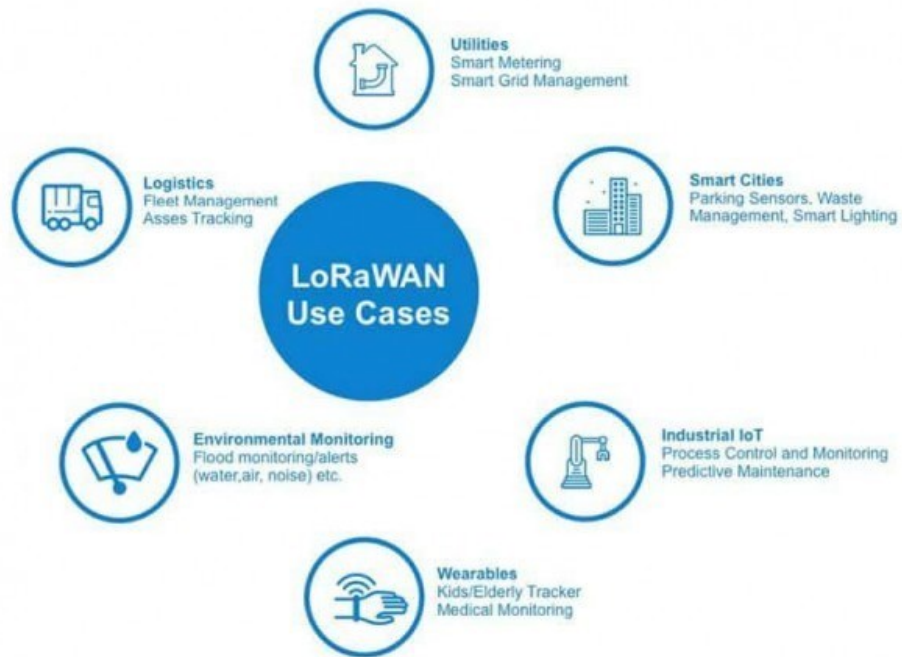 Utilities
Smart Metering
Smart Grid Management
Logistics
Fleet Management
Asses Tracking
Smart Cities
Parking Sensors, Waste
Management, Smart Lighting
LoRaWAN
Use Cases
Environmental Monitoring
Flood monitoring/alerts
(water,air, noise) etc.
Industrial IoT
Process Control and Monitoring
Predictive Maintenance
Wearables
Kids/Elderly Tracker
Medical Monitoring